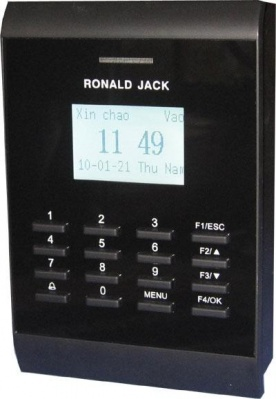 RONALD JACK
Xin chao Vao
11 49
10-01-21 Thu Nam
1 2 3 F1/ESC
4 5 6 F2/▲
7 8 9 F3/▼
0 MENU F4/OK